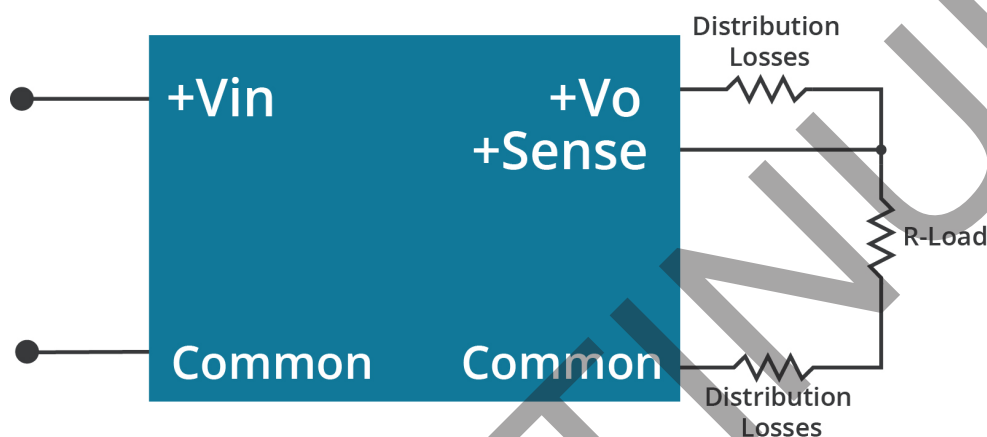 Distribution
Losses
+Vin
+Vo
+Sense
R-Load
Common
Common
Distribution
Losses